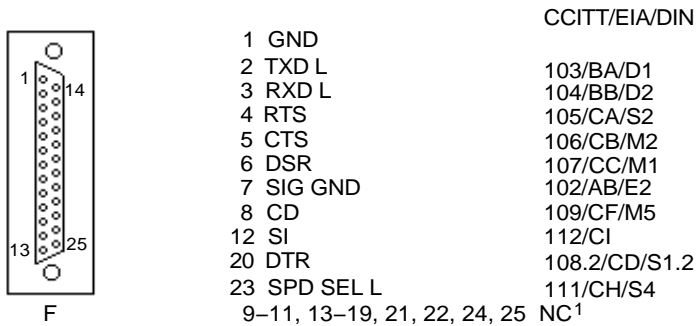 CCITT/EIA/DIN
1 GND
2 TXD L 103/BA/D1
3 RXD L 104/BB/D2
4 RTS 105/CA/S2
5 CTS 106/CB/M2
6 DSR 107/CC/M1
7 SIG GND 102/AB/E2
8 CD 109/CF/M5
12 SI 112/CI
20 DTR 108.2/CD/S1.2
23 SPD SEL L 111/CH/S4
9–11, 13–19, 21, 22, 24, 25 NC1
1
14
13
25
F